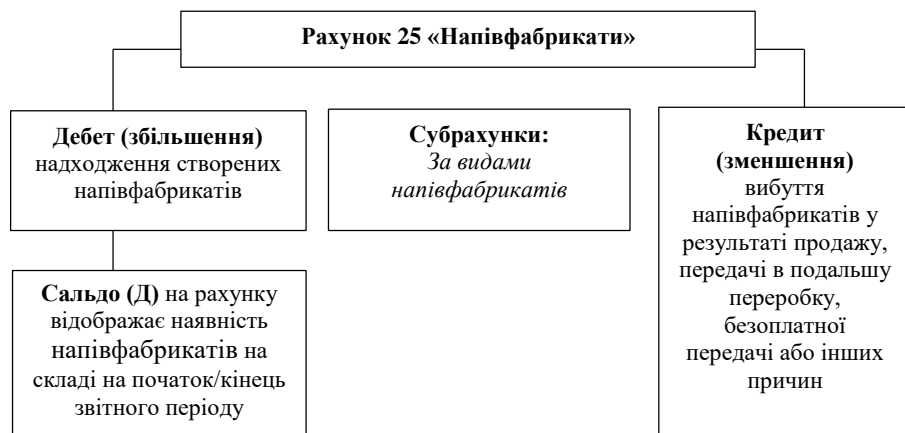 Рахунок 25 «Напівфабрикати»
Дебет (збільшення)
надходження створених
напівфабрикатів
Субрахунки:
За видами
напівфабрикатів
Кредит
(зменшення)
вибуття
напівфабрикатів у
результаті продажу,
передачі в подальшу
переробку,
безоплатної
передачі або інших
причин
Сальдо (Д) на рахунку
відображає наявність
напівфабрикатів на
складі на початок/кінець
звітного періоду